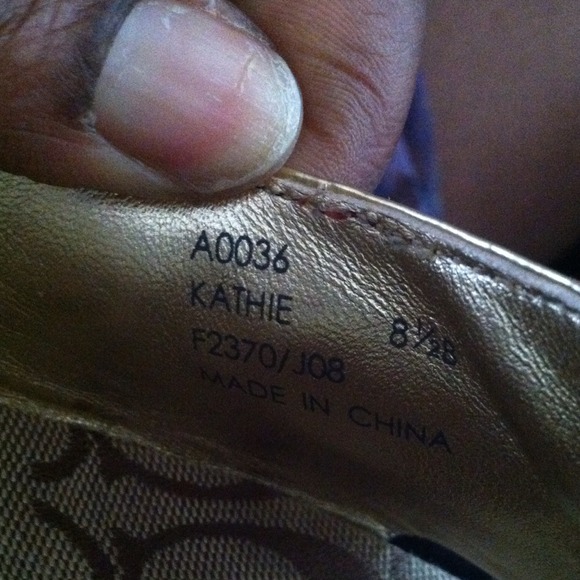 A0036
KATHIE 8½B
F2370/J08
MADE IN CHINA